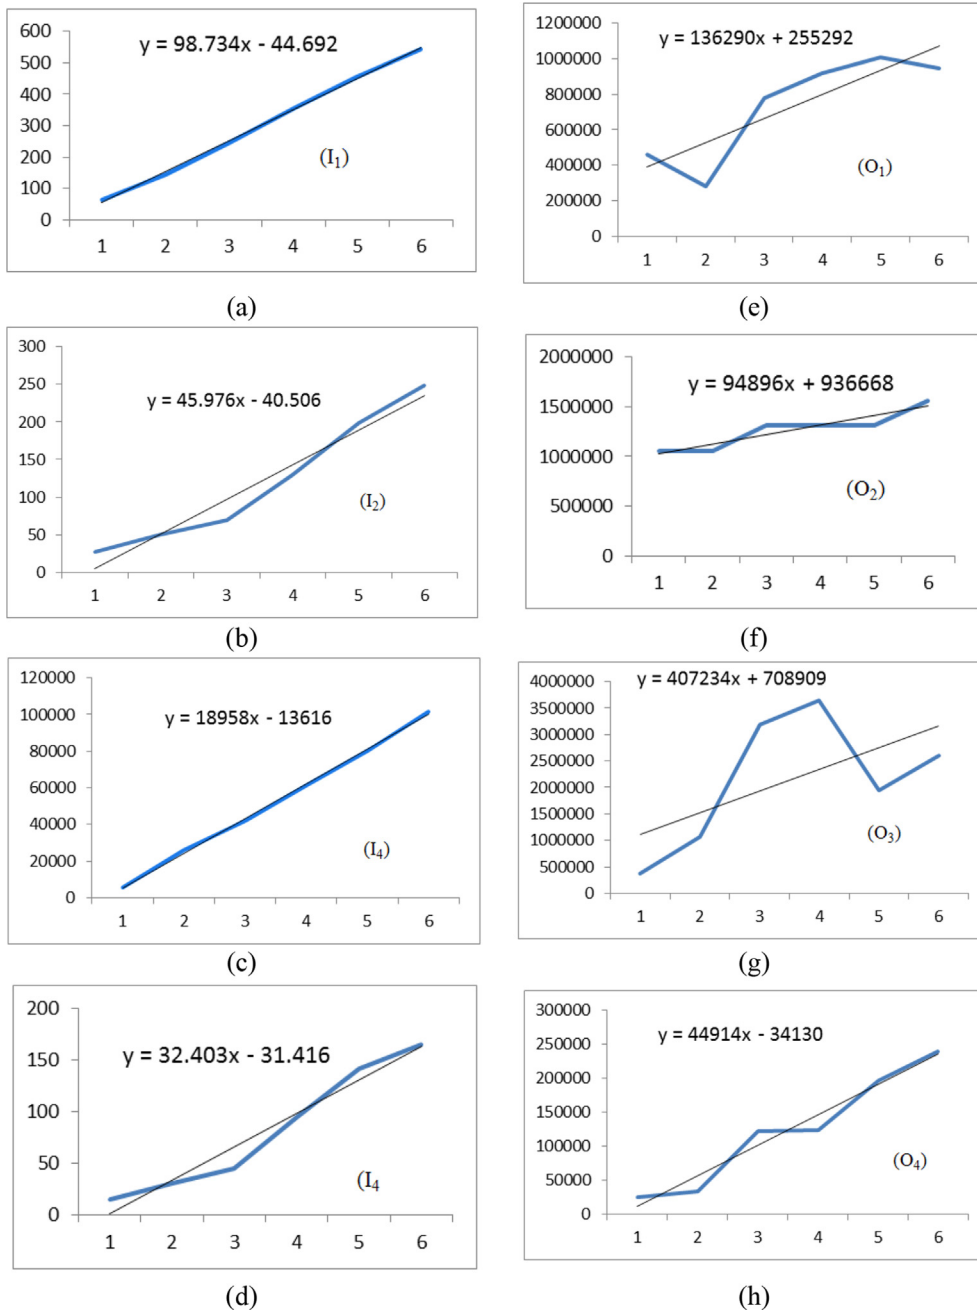 600
500
400
300
200
100
0
y = 98.734x - 44.692
(I₁)
1 2 3 4 5 6
(a)
1200000
1000000
800000
600000
400000
200000
0
y = 136290x + 255292
(O₁)
1 2 3 4 5 6
(e)
300
250
200
150
100
50
0
y = 45.976x - 40.506
(I₂)
1 2 3 4 5 6
(b)
2000000
1500000
1000000
500000
0
y = 94896x + 936668
(O₂)
1 2 3 4 5 6
(f)
120000
100000
80000
60000
40000
20000
0
y = 18958x - 13616
(I₄)
1 2 3 4 5 6
(c)
y = 407234x + 708909
4000000
3500000
3000000
2500000
2000000
1500000
1000000
500000
0
(O₃)
1 2 3 4 5 6
(g)
200
150
100
50
0
y = 32.403x - 31.416
(I₄
1 2 3 4 5 6
(d)
300000
250000
200000
150000
100000
50000
0
y = 44914x - 34130
(O₄)
1 2 3 4 5 6
(h)